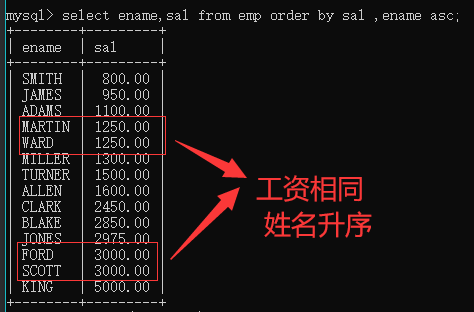 mysql> select ename,sal from emp order by sal ,ename asc;
+--------+---------+
| ename | sal |
+--------+---------+
| SMITH | 800.00 |
| JAMES | 950.00 |
| ADAMS | 1100.00 |
| MARTIN | 1250.00 |
| WARD | 1250.00 |
| MILLER | 1300.00 |
| TURNER | 1500.00 |
| ALLEN | 1600.00 |
| CLARK | 2450.00 |
| BLAKE | 2850.00 |
| JONES | 2975.00 |
| FORD | 3000.00 |
| SCOTT | 3000.00 |
| KING | 5000.00 |
+--------+---------+
工资相同
姓名升序